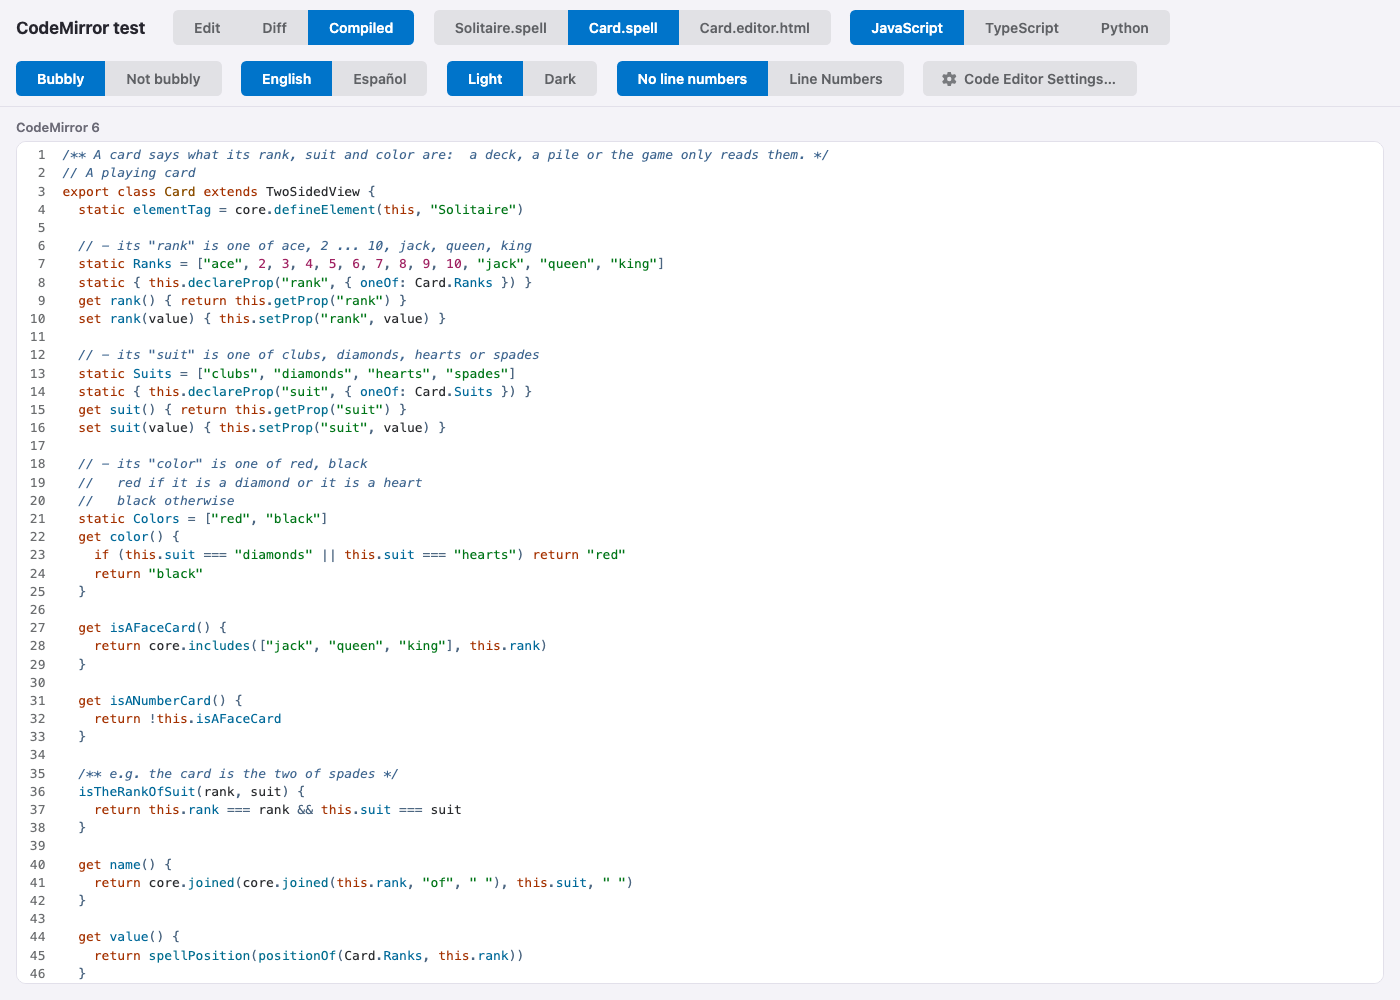 CodeMirror test
Edit Diff Compiled
Solitaire.spell Card.spell Card.editor.html
JavaScript TypeScript Python
Bubbly Not bubbly
English Español
Light Dark
No line numbers Line Numbers
Code Editor Settings...
CodeMirror 6
1 /** A card says what its rank, suit and color are:  a deck, a pile or the game only reads them. */
2 // A playing card
3 export class Card extends TwoSidedView {
4   static elementTag = core.defineElement(this, "Solitaire")
5
6   // – its "rank" is one of ace, 2 ... 10, jack, queen, king
7   static Ranks = ["ace", 2, 3, 4, 5, 6, 7, 8, 9, 10, "jack", "queen", "king"]
8   static { this.declareProp("rank", { oneOf: Card.Ranks }) }
9   get rank() { return this.getProp("rank") }
10   set rank(value) { this.setProp("rank", value) }
11
12   // – its "suit" is one of clubs, diamonds, hearts or spades
13   static Suits = ["clubs", "diamonds", "hearts", "spades"]
14   static { this.declareProp("suit", { oneOf: Card.Suits }) }
15   get suit() { return this.getProp("suit") }
16   set suit(value) { this.setProp("suit", value) }
17
18   // – its "color" is one of red, black
19   //   red if it is a diamond or it is a heart
20   //   black otherwise
21   static Colors = ["red", "black"]
22   get color() {
23     if (this.suit === "diamonds" || this.suit === "hearts") return "red"
24     return "black"
25   }
26
27   get isAFaceCard() {
28     return core.includes(["jack", "queen", "king"], this.rank)
29   }
30
31   get isANumberCard() {
32     return !this.isAFaceCard
33   }
34
35   /** e.g. the card is the two of spades */
36   isTheRankOfSuit(rank, suit) {
37     return this.rank === rank && this.suit === suit
38   }
39
40   get name() {
41     return core.joined(core.joined(this.rank, "of", " "), this.suit, " ")
42   }
43
44   get value() {
45     return spellPosition(positionOf(Card.Ranks, this.rank))
46   }